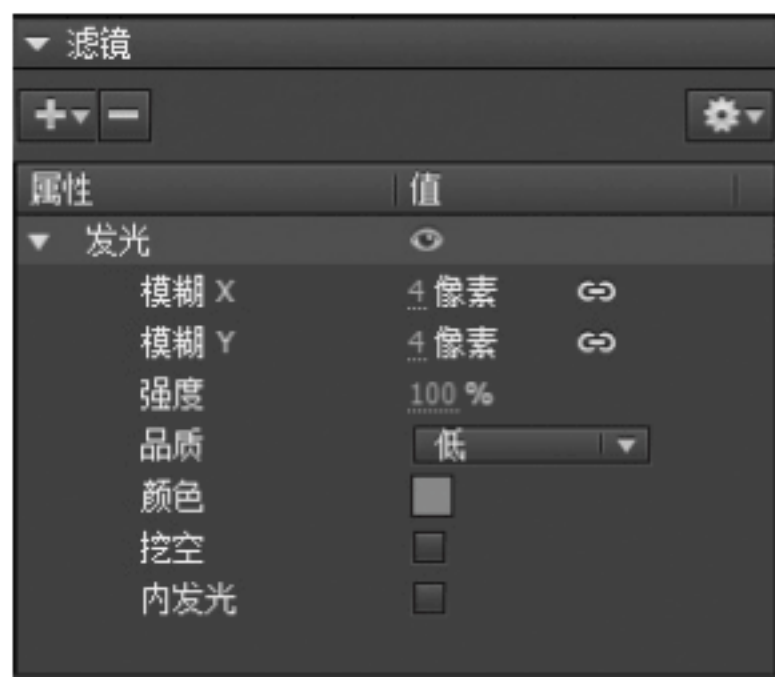 滤镜
属性 值
发光
模糊 X 4 像素
模糊 Y 4 像素
强度 100 %
品质 低
颜色
挖空
内发光